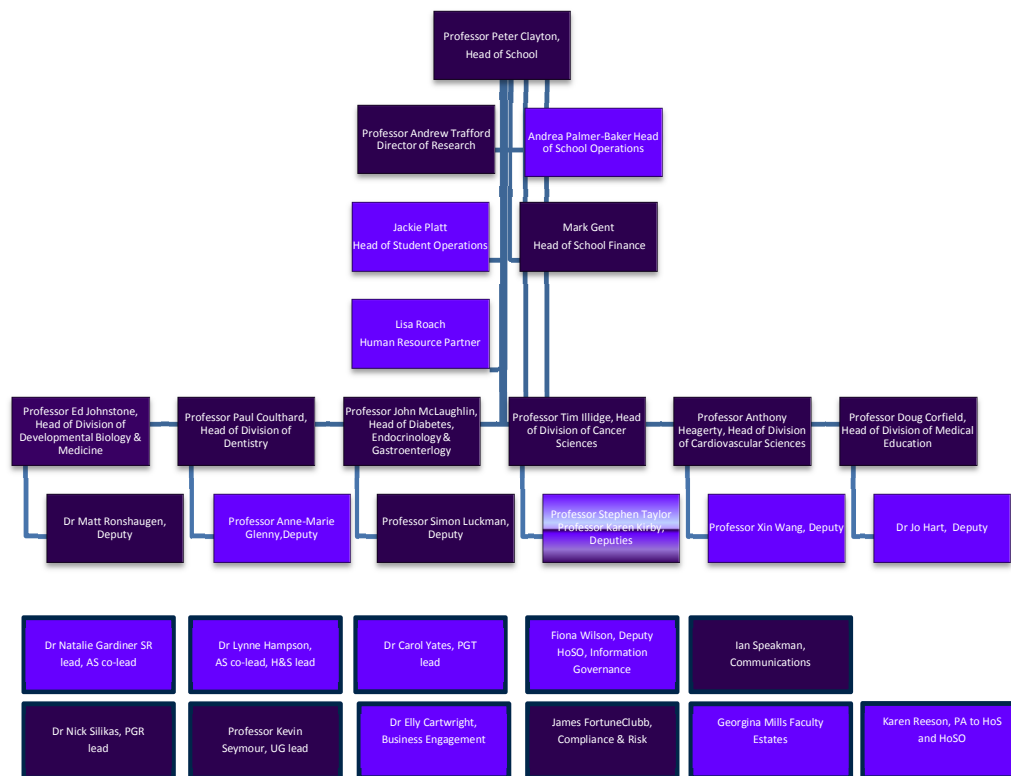 Professor Peter Clayton,
Head of School
Professor Andrew Trafford
Director of Research
Andrea Palmer-Baker Head
of School Operations
Jackie Platt
Head of Student Operations
Mark Gent
Head of School Finance
Lisa Roach
Human Resource Partner
Professor Ed Johnstone,
Head of Division of
Developmental Biology &
Medicine
Professor Paul Coulthard,
Head of Division of
Dentistry
Professor John McLaughlin,
Head of Diabetes,
Endocrinology &
Gastroenterlogy
Professor Tim Illidge, Head
of Division of Cancer
Sciences
Professor Anthony
Heagerty, Head of Division
of Cardiovascular Sciences
Professor Doug Corfield,
Head of Division of Medical
Education
Dr Matt Ronshaugen,
Deputy
Professor Anne-Marie
Glenny,Deputy
Professor Simon Luckman,
Deputy
Professor Stephen Taylor
Professor Karen Kirby,
Deputies
Professor Xin Wang, Deputy
Dr Jo Hart, Deputy
Dr Natalie Gardiner SR
lead, AS co-lead
Dr Lynne Hampson,
AS co-lead, H&S lead
Dr Carol Yates, PGT
lead
Fiona Wilson, Deputy
HoSO, Information
Governance
Ian Speakman,
Communications
Dr Nick Silikas, PGR
lead
Professor Kevin
Seymour, UG lead
Dr Elly Cartwright,
Business Engagement
James FortuneClubb,
Compliance & Risk
Georgina Mills Faculty
Estates
Karen Reeson, PA to HoS
and HoSO